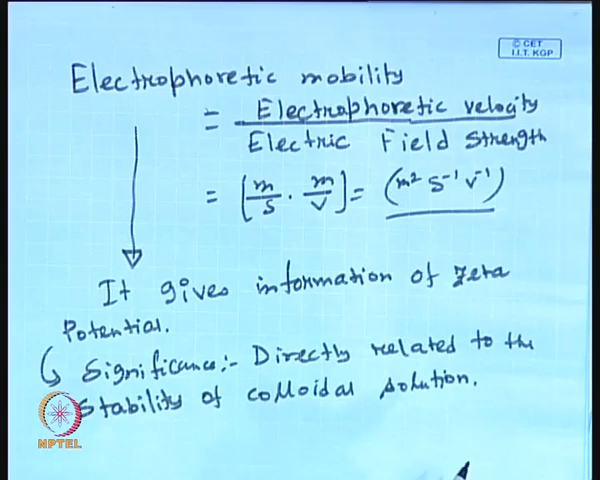 © CET
I.I.T. KGP
Electrophoretic mobility
= Electrophoretic velocity
Electric Field Strength
= [m/s · m/V] = (m² s⁻¹ v⁻¹)
It gives information of zeta
Potential.
Significance:- Directly related to the
Stability of colloidal solution.
NPTEL